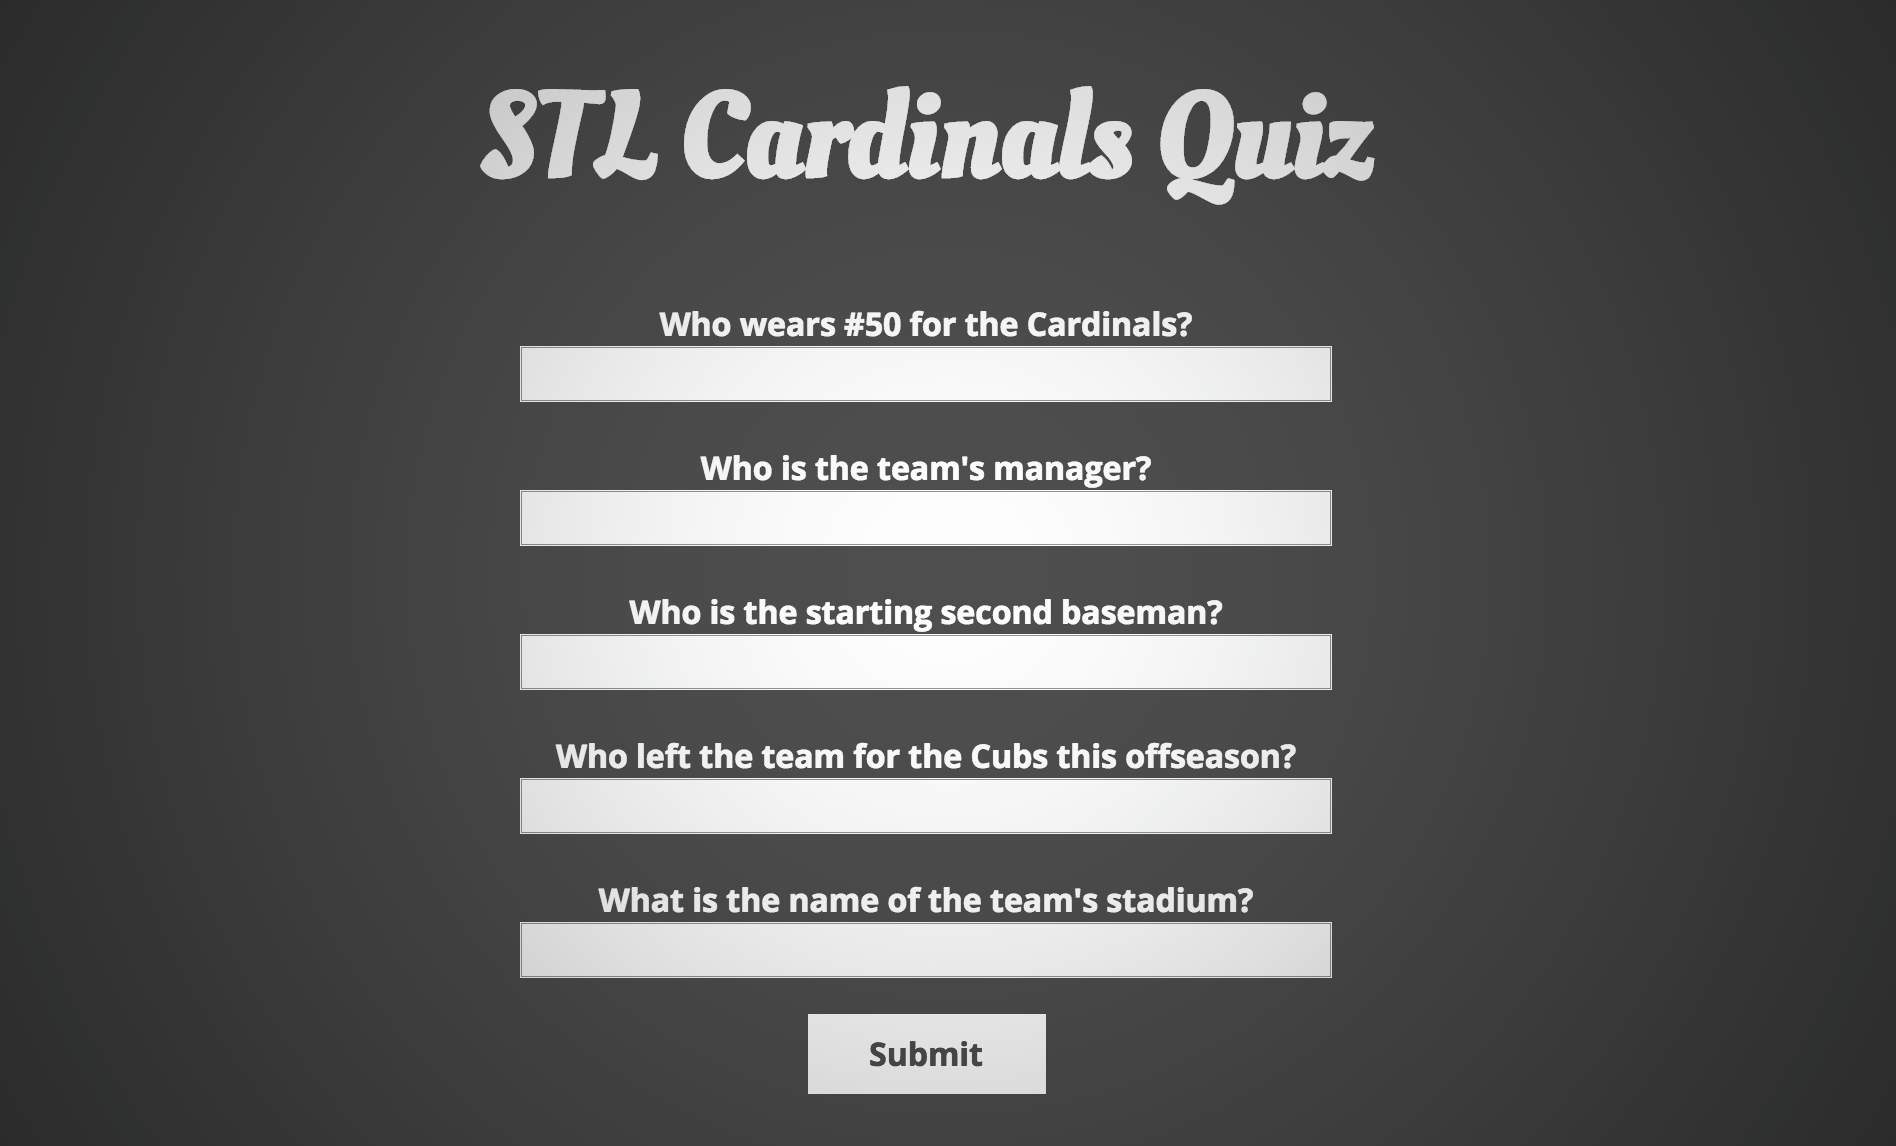 STL Cardinals Quiz
Who wears #50 for the Cardinals?
Who is the team's manager?
Who is the starting second baseman?
Who left the team for the Cubs this offseason?
What is the name of the team's stadium?
Submit